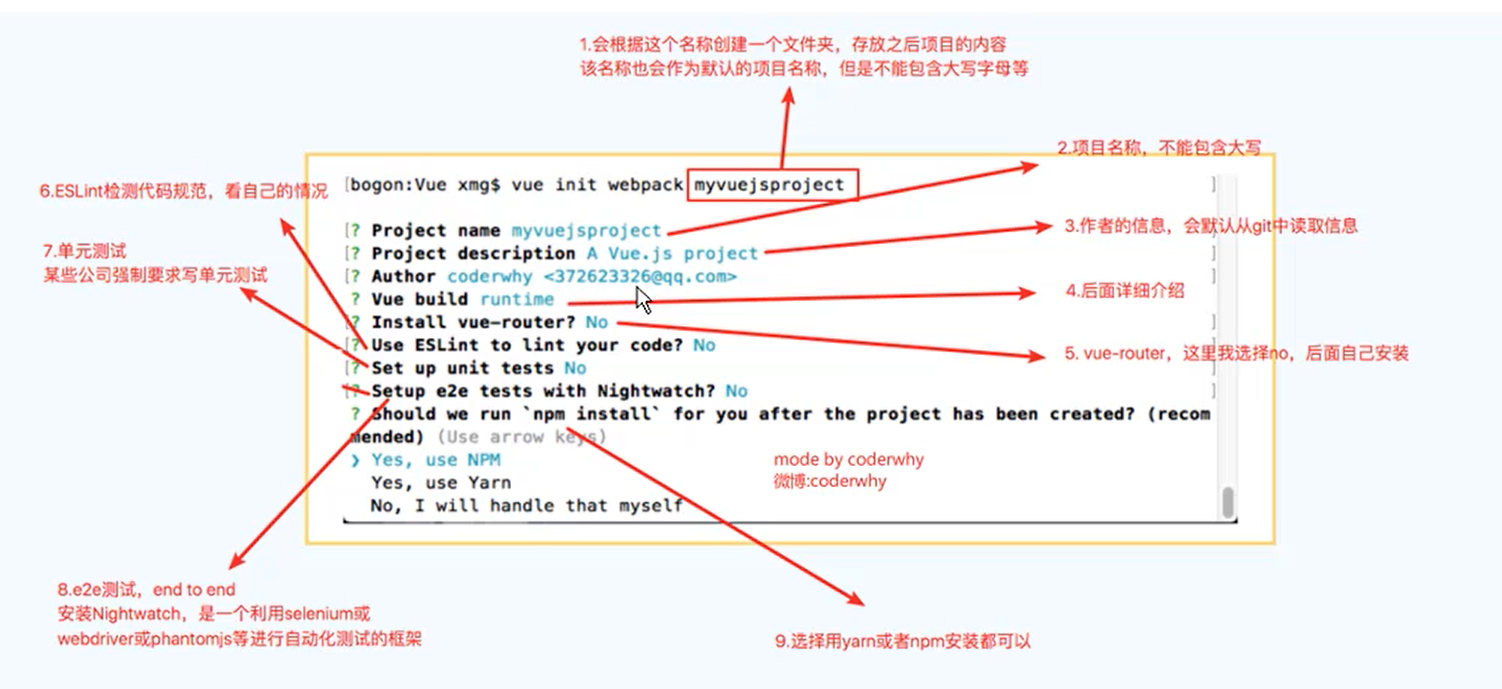 1.会根据这个名称创建一个文件夹，存放之后项目的内容
该名称也会作为默认的项目名称，但是不能包含大写字母等
2.项目名称，不能包含大写
6.ESLint检测代码规范，看自己的情况
[bogon:Vue xmg$ vue init webpack myvuejsproject ]
3.作者的信息，会默认从git中读取信息
[? Project name myvuejsproject ]
7.单元测试
[? Project description A Vue.js project ]
某些公司强制要求写单元测试
[? Author coderwhy <372623326@qq.com> ]
4.后面详细介绍
? Vue build runtime
[? Install vue-router? No ]
5. vue-router，这里我选择no，后面自己安装
[? Use ESLint to lint your code? No ]
[? Set up unit tests No ]
[? Setup e2e tests with Nightwatch? No ]
? Should we run `npm install` for you after the project has been created? (recom
mended) (Use arrow keys)
❯ Yes, use NPM
Yes, use Yarn
No, I will handle that myself
mode by coderwhy
微博:coderwhy
8.e2e测试，end to end
安装Nightwatch，是一个利用selenium或
webdriver或phantomjs等进行自动化测试的框架
9.选择用yarn或者npm安装都可以